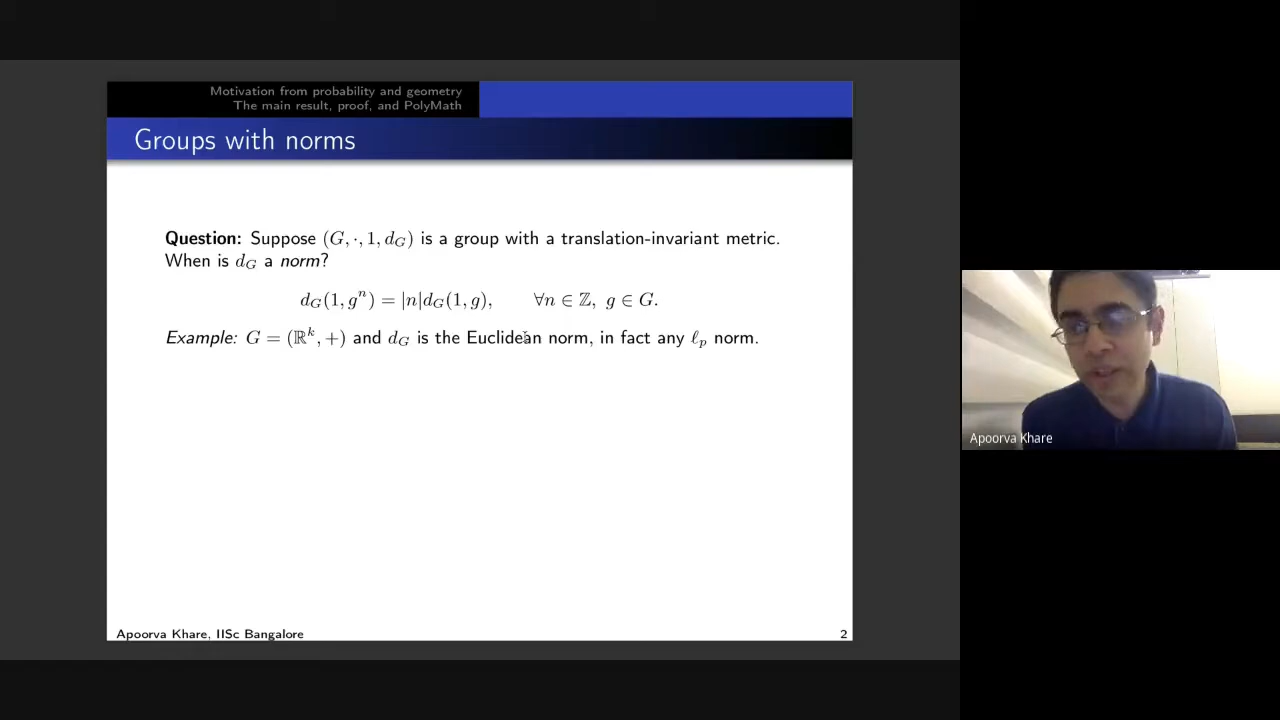 Motivation from probability and geometry
The main result, proof, and PolyMath
Groups with norms
Question: Suppose (G, ·, 1, d_G) is a group with a translation-invariant metric.
When is d_G a norm?
d_G(1, g^n) = |n|d_G(1, g), ∀n ∈ ℤ, g ∈ G.
Example: G = (ℝ^k, +) and d_G is the Euclidean norm, in fact any ℓ_p norm.
Apoorva Khare
Apoorva Khare, IISc Bangalore 2